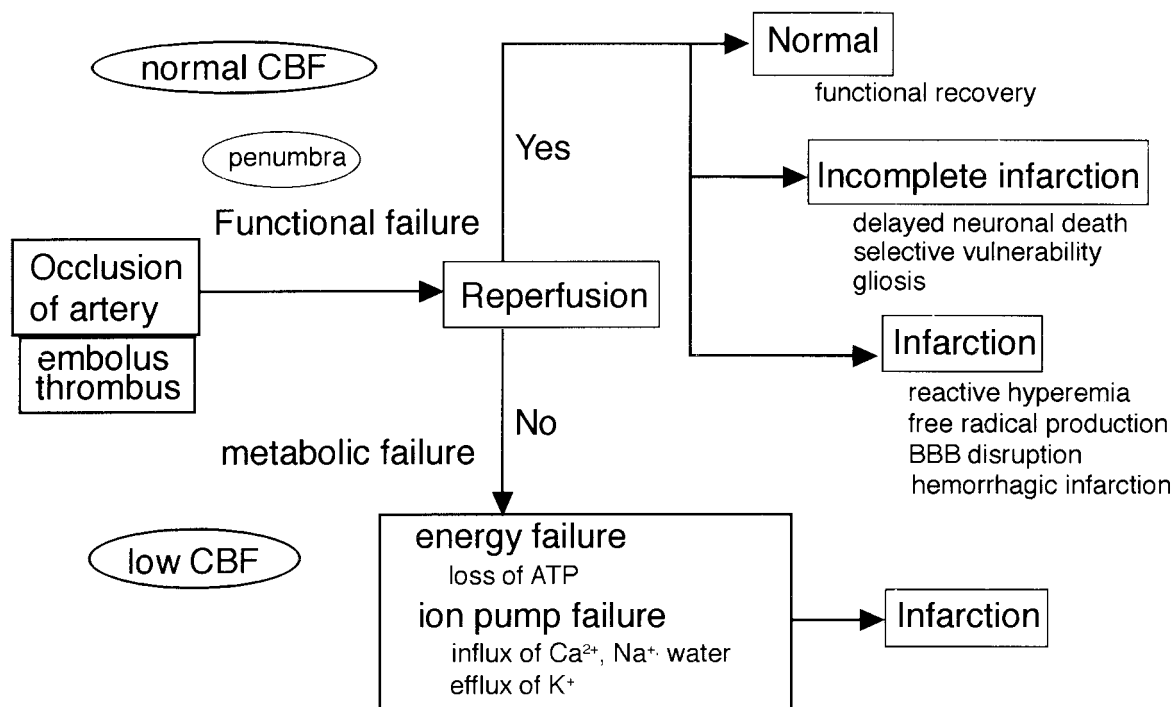 normal CBF
penumbra
Functional failure
Occlusion
of artery
embolus
thrombus
Reperfusion
Yes
No
metabolic failure
low CBF
Normal
functional recovery
Incomplete infarction
delayed neuronal death
selective vulnerability
gliosis
Infarction
reactive hyperemia
free radical production
BBB disruption
hemorrhagic infarction
energy failure
loss of ATP
ion pump failure
influx of Ca²⁺, Na⁺· water
efflux of K⁺
Infarction